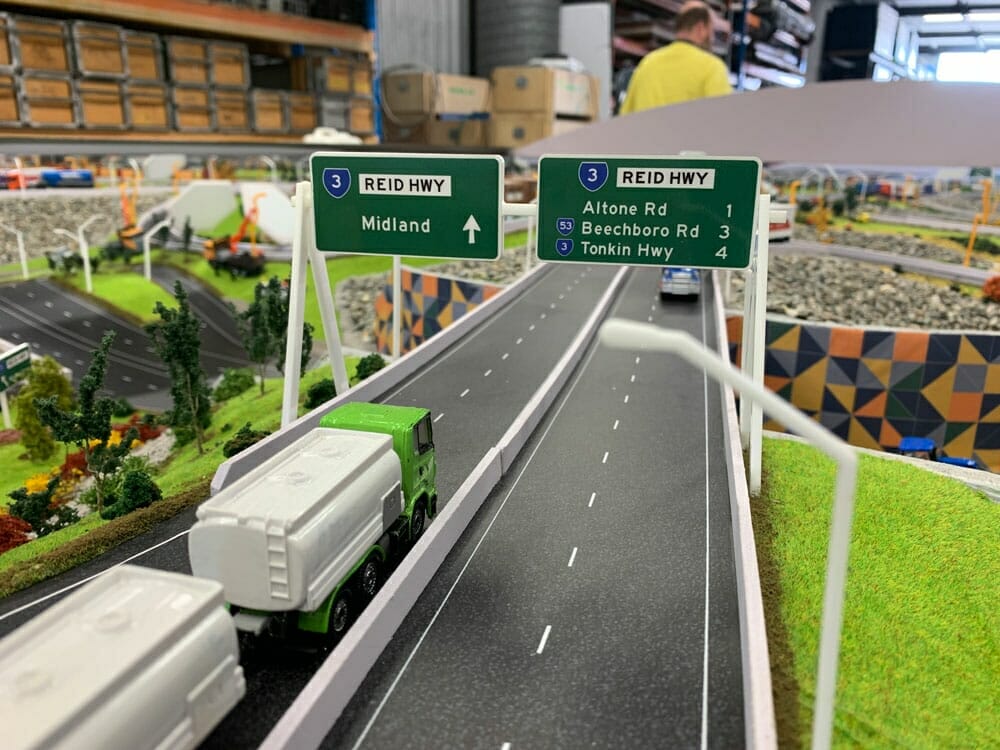 3 REID HWY
Midland
3 REID HWY
Altone Rd 1
53 Beechboro Rd 3
3 Tonkin Hwy 4